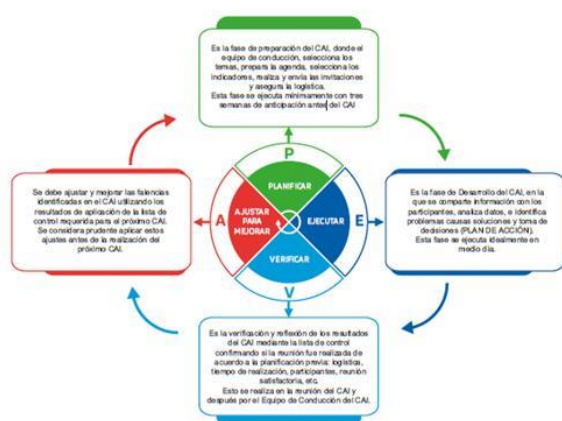 Es la fase de preparación del CAI, donde el
equipo de conducción, selecciona los
temas, prepara la agenda, selecciona los
indicadores, realiza y envía las invitaciones
y asegura la logística.
Esta fase se ejecuta mínimamente con tres
semanas de anticipación antes del CAI
P
PLANIFICAR
Se debe ajustar y mejorar las falencias
identificadas en el CAI utilizando los
resultados de aplicación de la lista de
control requerida para el próximo CAI.
Se considera prudente aplicar estos
ajustes antes de la realización del
próximo CAI.
A
AJUSTAR
PARA
MEJORAR
EJECUTAR
E
Es la fase de Desarrollo del CAI, en la
que se comparte información con los
participantes, analiza datos, e identifica
problemas causas soluciones y toma de
decisiones (PLAN DE ACCIÓN).
Esta fase se ejecuta idealmente en
medio día.
VERIFICAR
V
Es la verificación y reflexión de los resultados
del CAI mediante la lista de control
confirmando si la reunión fue realizada de
acuerdo a la planificación previa: logística,
tiempo de realización, participantes, reunión
satisfactoria, etc.
Esto se realiza en la reunión del CAI y
después por el Equipo de Conducción del CAI.